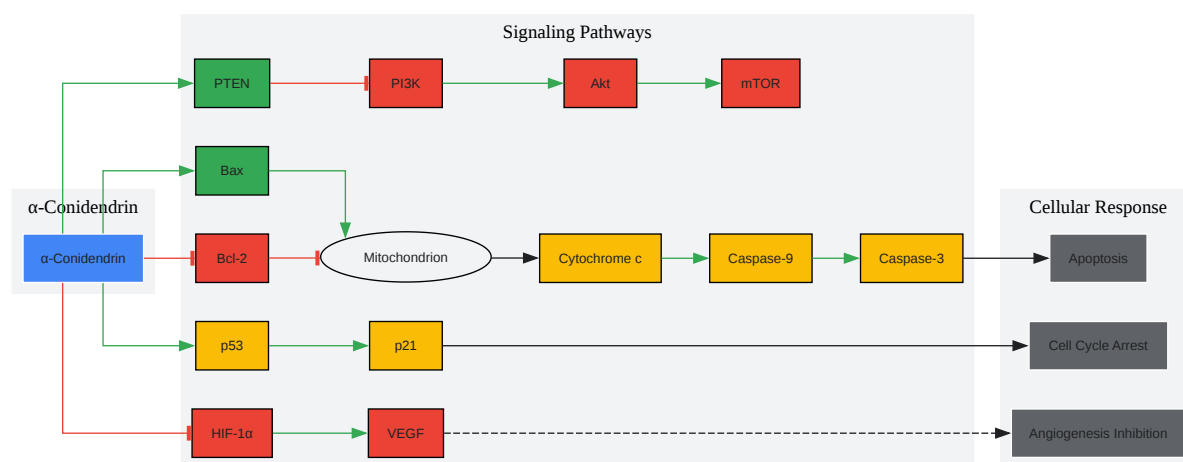 Signaling Pathways
PTEN
PI3K
Akt
mTOR
Bax
α-Conidendrin
Cellular Response
α-Conidendrin
Bcl-2
Mitochondrion
Cytochrome c
Caspase-9
Caspase-3
Apoptosis
p53
p21
Cell Cycle Arrest
HIF-1α
VEGF
Angiogenesis Inhibition